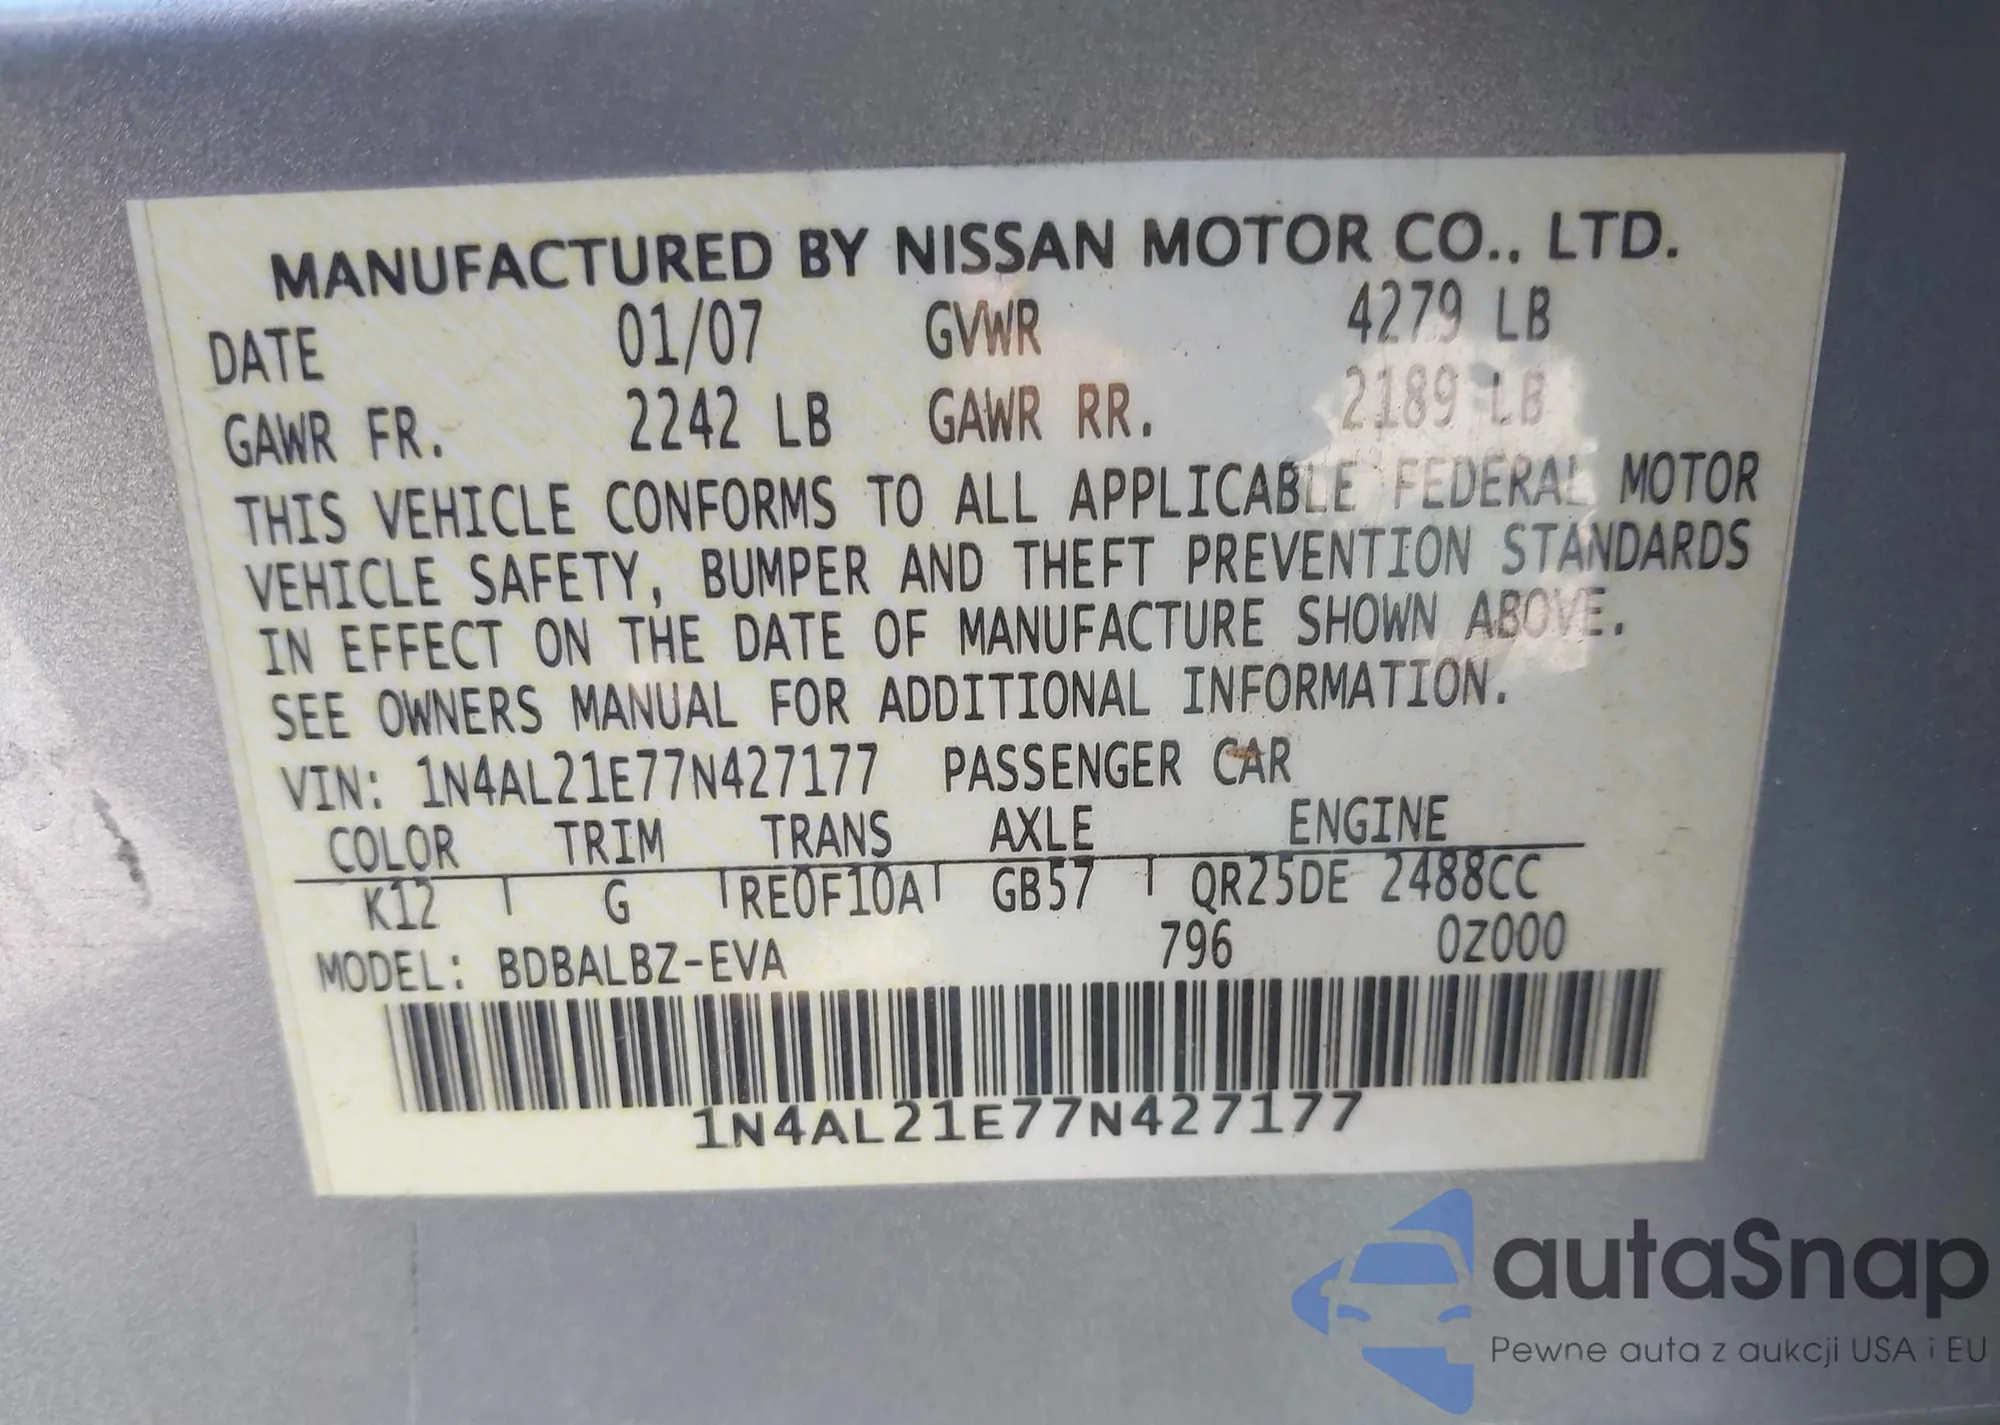 MANUFACTURED BY NISSAN MOTOR CO., LTD.
DATE 01/07 GVWR 4279 LB
GAWR FR. 2242 LB GAWR RR. 2189 LB
THIS VEHICLE CONFORMS TO ALL APPLICABLE FEDERAL MOTOR
VEHICLE SAFETY, BUMPER AND THEFT PREVENTION STANDARDS
IN EFFECT ON THE DATE OF MANUFACTURE SHOWN ABOVE.
SEE OWNERS MANUAL FOR ADDITIONAL INFORMATION.
VIN: 1N4AL21E77N427177 PASSENGER CAR
COLOR TRIM TRANS AXLE ENGINE
K12 G RE0F10A GB57 QR25DE 2488CC
MODEL: BDBALBZ-EVA 796 0Z000
1N4AL21E77N427177
autaSnap
Pewne auta z aukcji USA i EU